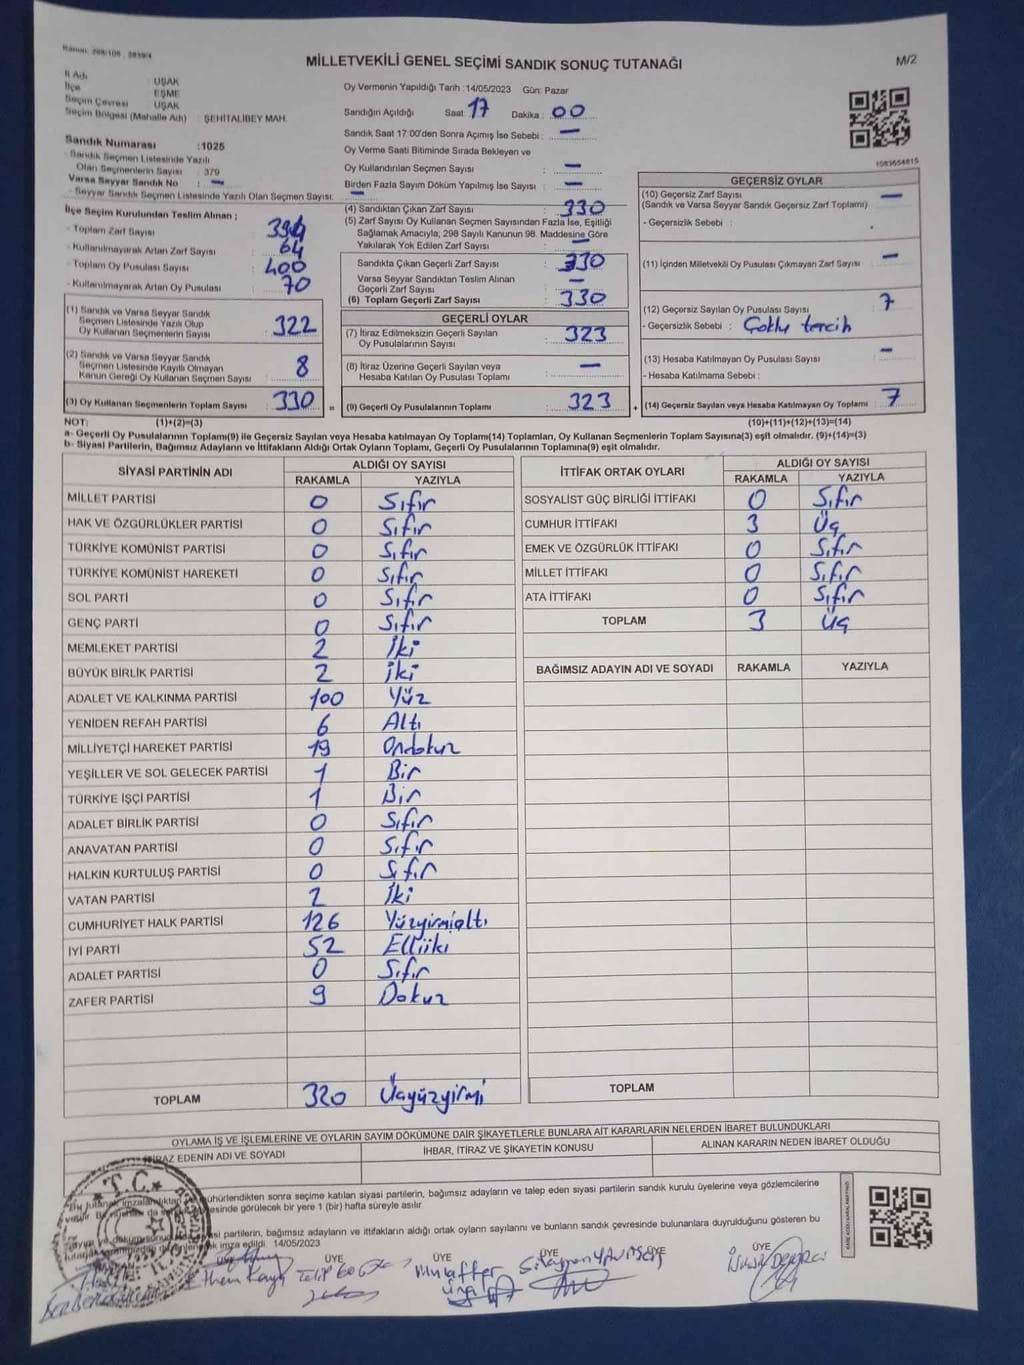 MİLLETVEKİLİ GENEL SEÇİMİ SANDIK SONUÇ TUTANAĞI
M/2
İl Adı : UŞAK
İlçe : EŞME
Seçim Çevresi : UŞAK
Seçim Bölgesi (Mahalle Adı) : ŞEHİTALİBEY MAH.
Sandık Numarası :1025
Sandık Seçmen Listesinde Yazılı
Olan Seçmenlerin Sayısı : 379
Varsa Seyyar Sandık No : –
- Seyyar Sandık Seçmen Listesinde Yazılı Olan Seçmen Sayısı: –
İlçe Seçim Kurulundan Teslim Alınan ;
- Toplam Zarf Sayısı : 394
- Kullanılmayarak Artan Zarf Sayısı : 64
- Toplam Oy Pusulası Sayısı : 400
- Kullanılmayarak Artan Oy Pusulası : 70
(1) Sandık ve Varsa Seyyar Sandık
Seçmen Listesinde Yazılı Olup
Oy Kullanan Seçmenlerin Sayısı : 322
(2) Sandık ve Varsa Seyyar Sandık
Seçmen Listesinde Kayıtlı Olmayan
Kanun Gereği Oy Kullanan Seçmen Sayısı : 8
(3) Oy Kullanan Seçmenlerin Toplam Sayısı : 330
Oy Vermenin Yapıldığı Tarih :14/05/2023 Gün: Pazar
Sandığın Açıldığı Saat : 17 Dakika : 00
Sandık Saat 17:00'den Sonra Açımış İse Sebebi : –
Oy Verme Saati Bitiminde Sırada Bekleyen ve
Oy Kullandırılan Seçmen Sayısı : –
Birden Fazla Sayım Döküm Yapılmış İse Sayısı : –
(4) Sandıktan Çıkan Zarf Sayısı : 330
(5) Zarf Sayısı Oy Kullanan Seçmen Sayısından Fazla İse, Eşitliği
Sağlamak Amacıyla; 298 Sayılı Kanunun 98. Maddesine Göre
Yakılarak Yok Edilen Zarf Sayısı : –
Sandıkta Çıkan Geçerli Zarf Sayısı : 330
Varsa Seyyar Sandıktan Teslim Alınan
Geçerli Zarf Sayısı : –
(6) Toplam Geçerli Zarf Sayısı : 330
GEÇERLİ OYLAR
(7) İtiraz Edilmeksizin Geçerli Sayılan
Oy Pusulalarının Sayısı : 323
(8) İtiraz Üzerine Geçerli Sayılan veya
Hesaba Katılan Oy Pusulası Toplamı : –
= (9) Geçerli Oy Pusulalarının Toplamı : 323
1083654815
GEÇERSİZ OYLAR
(10) Geçersiz Zarf Sayısı : –
(Sandık ve Varsa Seyyar Sandık Geçersiz Zarf Toplamı)
- Geçersizlik Sebebi :
(11) İçinden Milletvekili Oy Pusulası Çıkmayan Zarf Sayısı : –
(12) Geçersiz Sayılan Oy Pusulası Sayısı : 7
- Geçersizlik Sebebi : Çoklu tercih
(13) Hesaba Katılmayan Oy Pusulası Sayısı : –
- Hesaba Katılmama Sebebi :
+ (14) Geçersiz Sayılan veya Hesaba Katılmayan Oy Toplamı : 7
NOT: (1)+(2)=(3) (10)+(11)+(12)+(13)=(14)
a- Geçerli Oy Pusulalarının Toplamı(9) ile Geçersiz Sayılan veya Hesaba katılmayan Oy Toplamı(14) Toplamları, Oy Kullanan Seçmenlerin Toplam Sayısına(3) eşit olmalıdır. (9)+(14)=(3)
b- Siyasi Partilerin, Bağımsız Adayların ve İttifakların Aldığı Ortak Oyların Toplamı, Geçerli Oy Pusulalarının Toplamına(9) eşit olmalıdır.
SİYASİ PARTİNİN ADI ALDIĞI OY SAYISI
RAKAMLA YAZIYLA
MİLLET PARTİSİ 0 Sıfır
HAK VE ÖZGÜRLÜKLER PARTİSİ 0 Sıfır
TÜRKİYE KOMÜNİST PARTİSİ 0 Sıfır
TÜRKİYE KOMÜNİST HAREKETİ 0 Sıfır
SOL PARTİ 0 Sıfır
GENÇ PARTİ 0 Sıfır
MEMLEKET PARTİSİ 2 İki
BÜYÜK BİRLİK PARTİSİ 2 iki
ADALET VE KALKINMA PARTİSİ 100 Yüz
YENİDEN REFAH PARTİSİ 6 Altı
MİLLİYETÇİ HAREKET PARTİSİ 19 Ondokuz
YEŞİLLER VE SOL GELECEK PARTİSİ 1 Bir
TÜRKİYE İŞÇİ PARTİSİ 1 Bir
ADALET BİRLİK PARTİSİ 0 Sıfır
ANAVATAN PARTİSİ 0 Sıfır
HALKIN KURTULUŞ PARTİSİ 0 Sıfır
VATAN PARTİSİ 2 İki
CUMHURİYET HALK PARTİSİ 126 Yüzyirmialtı
İYİ PARTİ 52 Elliiki
ADALET PARTİSİ 0 Sıfır
ZAFER PARTİSİ 9 Dokuz
TOPLAM 320 Üçyüzyirmi
İTTİFAK ORTAK OYLARI ALDIĞI OY SAYISI
RAKAMLA YAZIYLA
SOSYALİST GÜÇ BİRLİĞİ İTTİFAKI 0 Sıfır
CUMHUR İTTİFAKI 3 Üç
EMEK VE ÖZGÜRLÜK İTTİFAKI 0 Sıfır
MİLLET İTTİFAKI 0 Sıfır
ATA İTTİFAKI 0 Sıfır
TOPLAM 3 Üç
BAĞIMSIZ ADAYIN ADI VE SOYADI RAKAMLA YAZIYLA
TOPLAM
OYLAMA İŞ VE İŞLEMLERİNE VE OYLARIN SAYIM DÖKÜMÜNE DAİR ŞİKAYETLERLE BUNLARA AİT KARARLARIN NELERDEN İBARET BULUNDUKLARI
İTİRAZ EDENİN ADI VE SOYADI İHBAR, İTİRAZ VE ŞİKAYETİN KONUSU ALINAN KARARIN NEDEN İBARET OLDUĞU
T.C.
Bu tutanak imzalandıktan ve mühürlendikten sonra seçime katılan siyasi partilerin, bağımsız adayların ve talep eden siyasi partilerin sandık kurulu üyelerine veya gözlemcilerine
görülecek bir yere 1 (bir) hafta süreyle asılır
partilerin, bağımsız adayların ve ittifakların aldığı ortak oyların sayılarını ve bunların sandık çevresinde bulunanlara duyrulduğunu gösteren bu
imza edildi. 14/05/2023
ÜYE ÜYE ÜYE ÜYE ÜYE
Ethem Kaya
Muzaffer
Süleyman